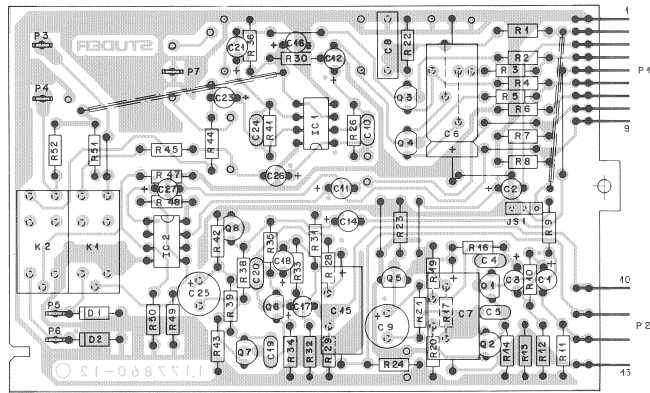 P3
STUDER
C21
R36
C16
R30
C12
C8
R22
R1
1
P7
R2
R3
R4
P1
P4
C23
Q3
C6
R5
R6
C24
R41
IC1
R26
C10
Q4
R7
9
R52
R51
R45
R44
R8
R47
C26
C27
C11
C2
R48
K2
K1
IC2
R42
Q8
R35
R31
C14
R23
JS1
R9
R38
C20
C18
R33
R28
R16
C4
Q5
R19
R10
C25
R39
Q6
C17
C15
C9
R21
R17
C7
Q1
C3
C1
10
P5
D1
R50
R49
C5
P6
D2
R43
Q7
C19
R34
R32
R29
R24
R20
Q2
R14
R13
R12
R11
P2
1.177.860-12
13